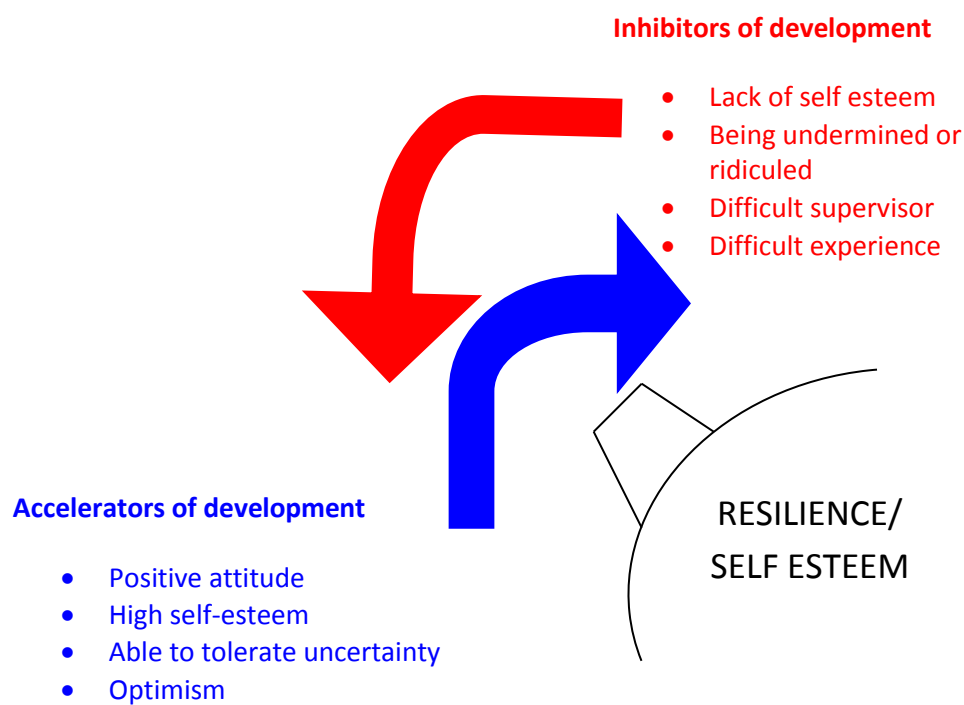 Inhibitors of development
• Lack of self esteem
• Being undermined or
ridiculed
• Difficult supervisor
• Difficult experience
Accelerators of development
• Positive attitude
• High self-esteem
• Able to tolerate uncertainty
• Optimism
RESILIENCE/
SELF ESTEEM